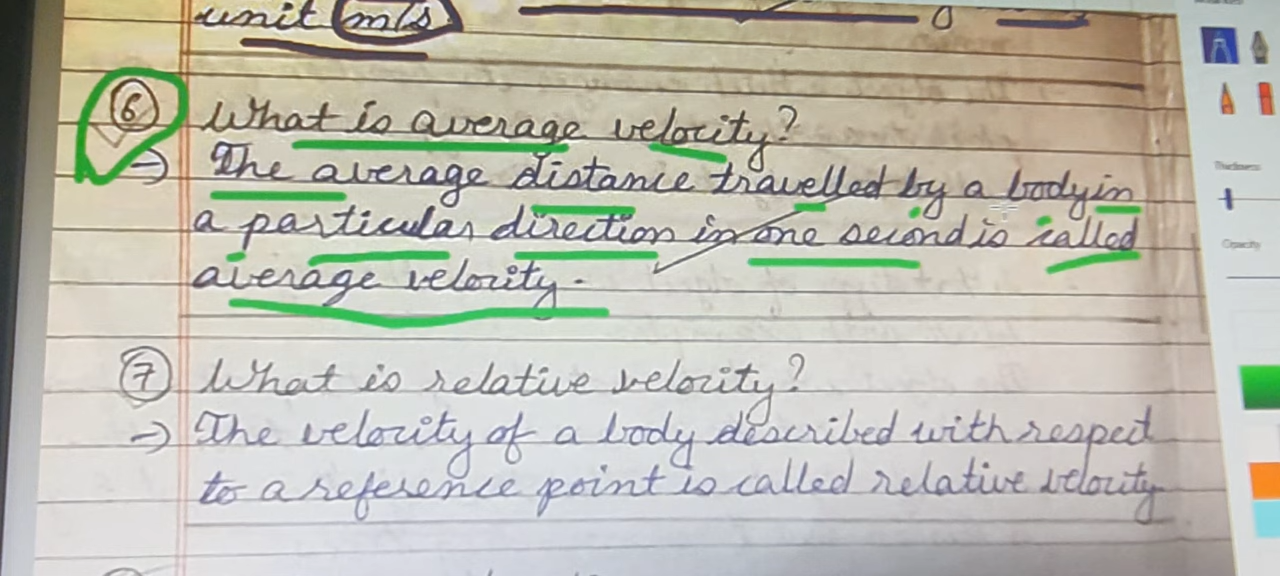 unit m/s
6 What is average velocity?
→ The average distance travelled by a body in
a particular direction in one second is called
average velocity.
7 What is relative velocity?
→ The velocity of a body described with respect
to a reference point is called relative velocity
Thickness
Opacity